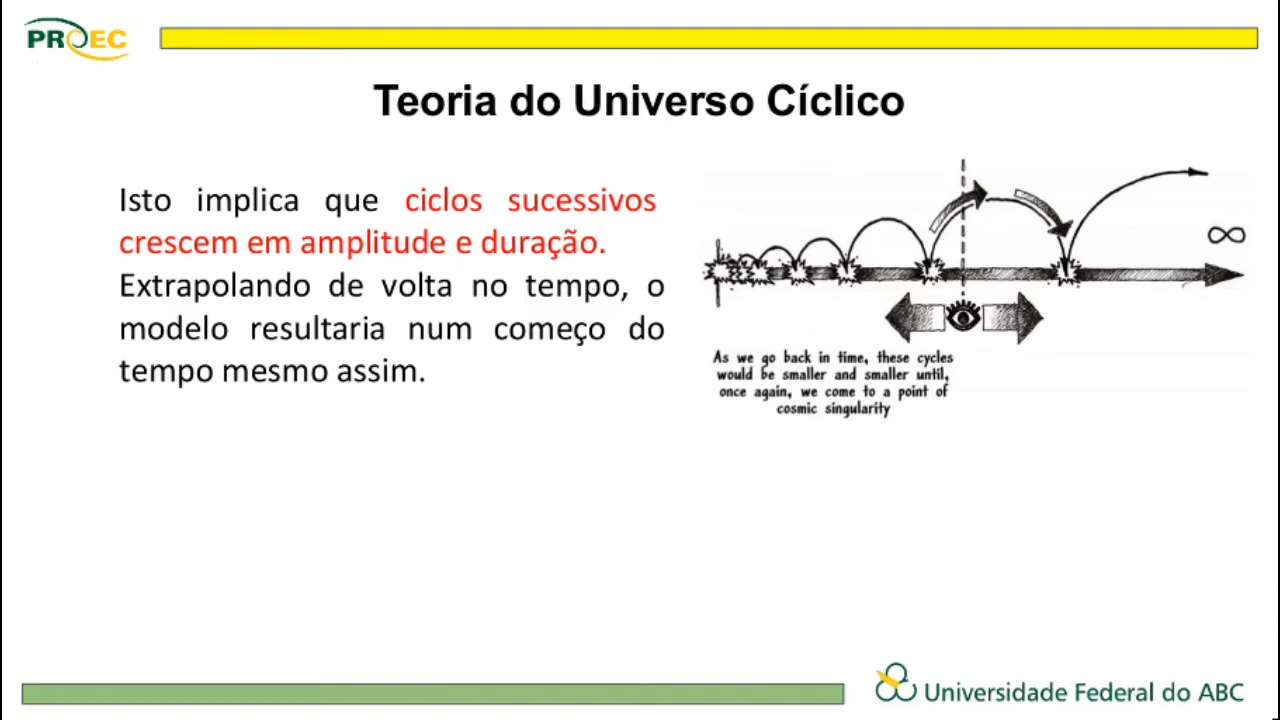 PROEC
Teoria do Universo Cíclico
Isto implica que ciclos sucessivos
crescem em amplitude e duração.
Extrapolando de volta no tempo, o
modelo resultaria num começo do
tempo mesmo assim.
∞
As we go back in time, these cycles
would be smaller and smaller until,
once again, we come to a point of
cosmic singularity
Universidade Federal do ABC